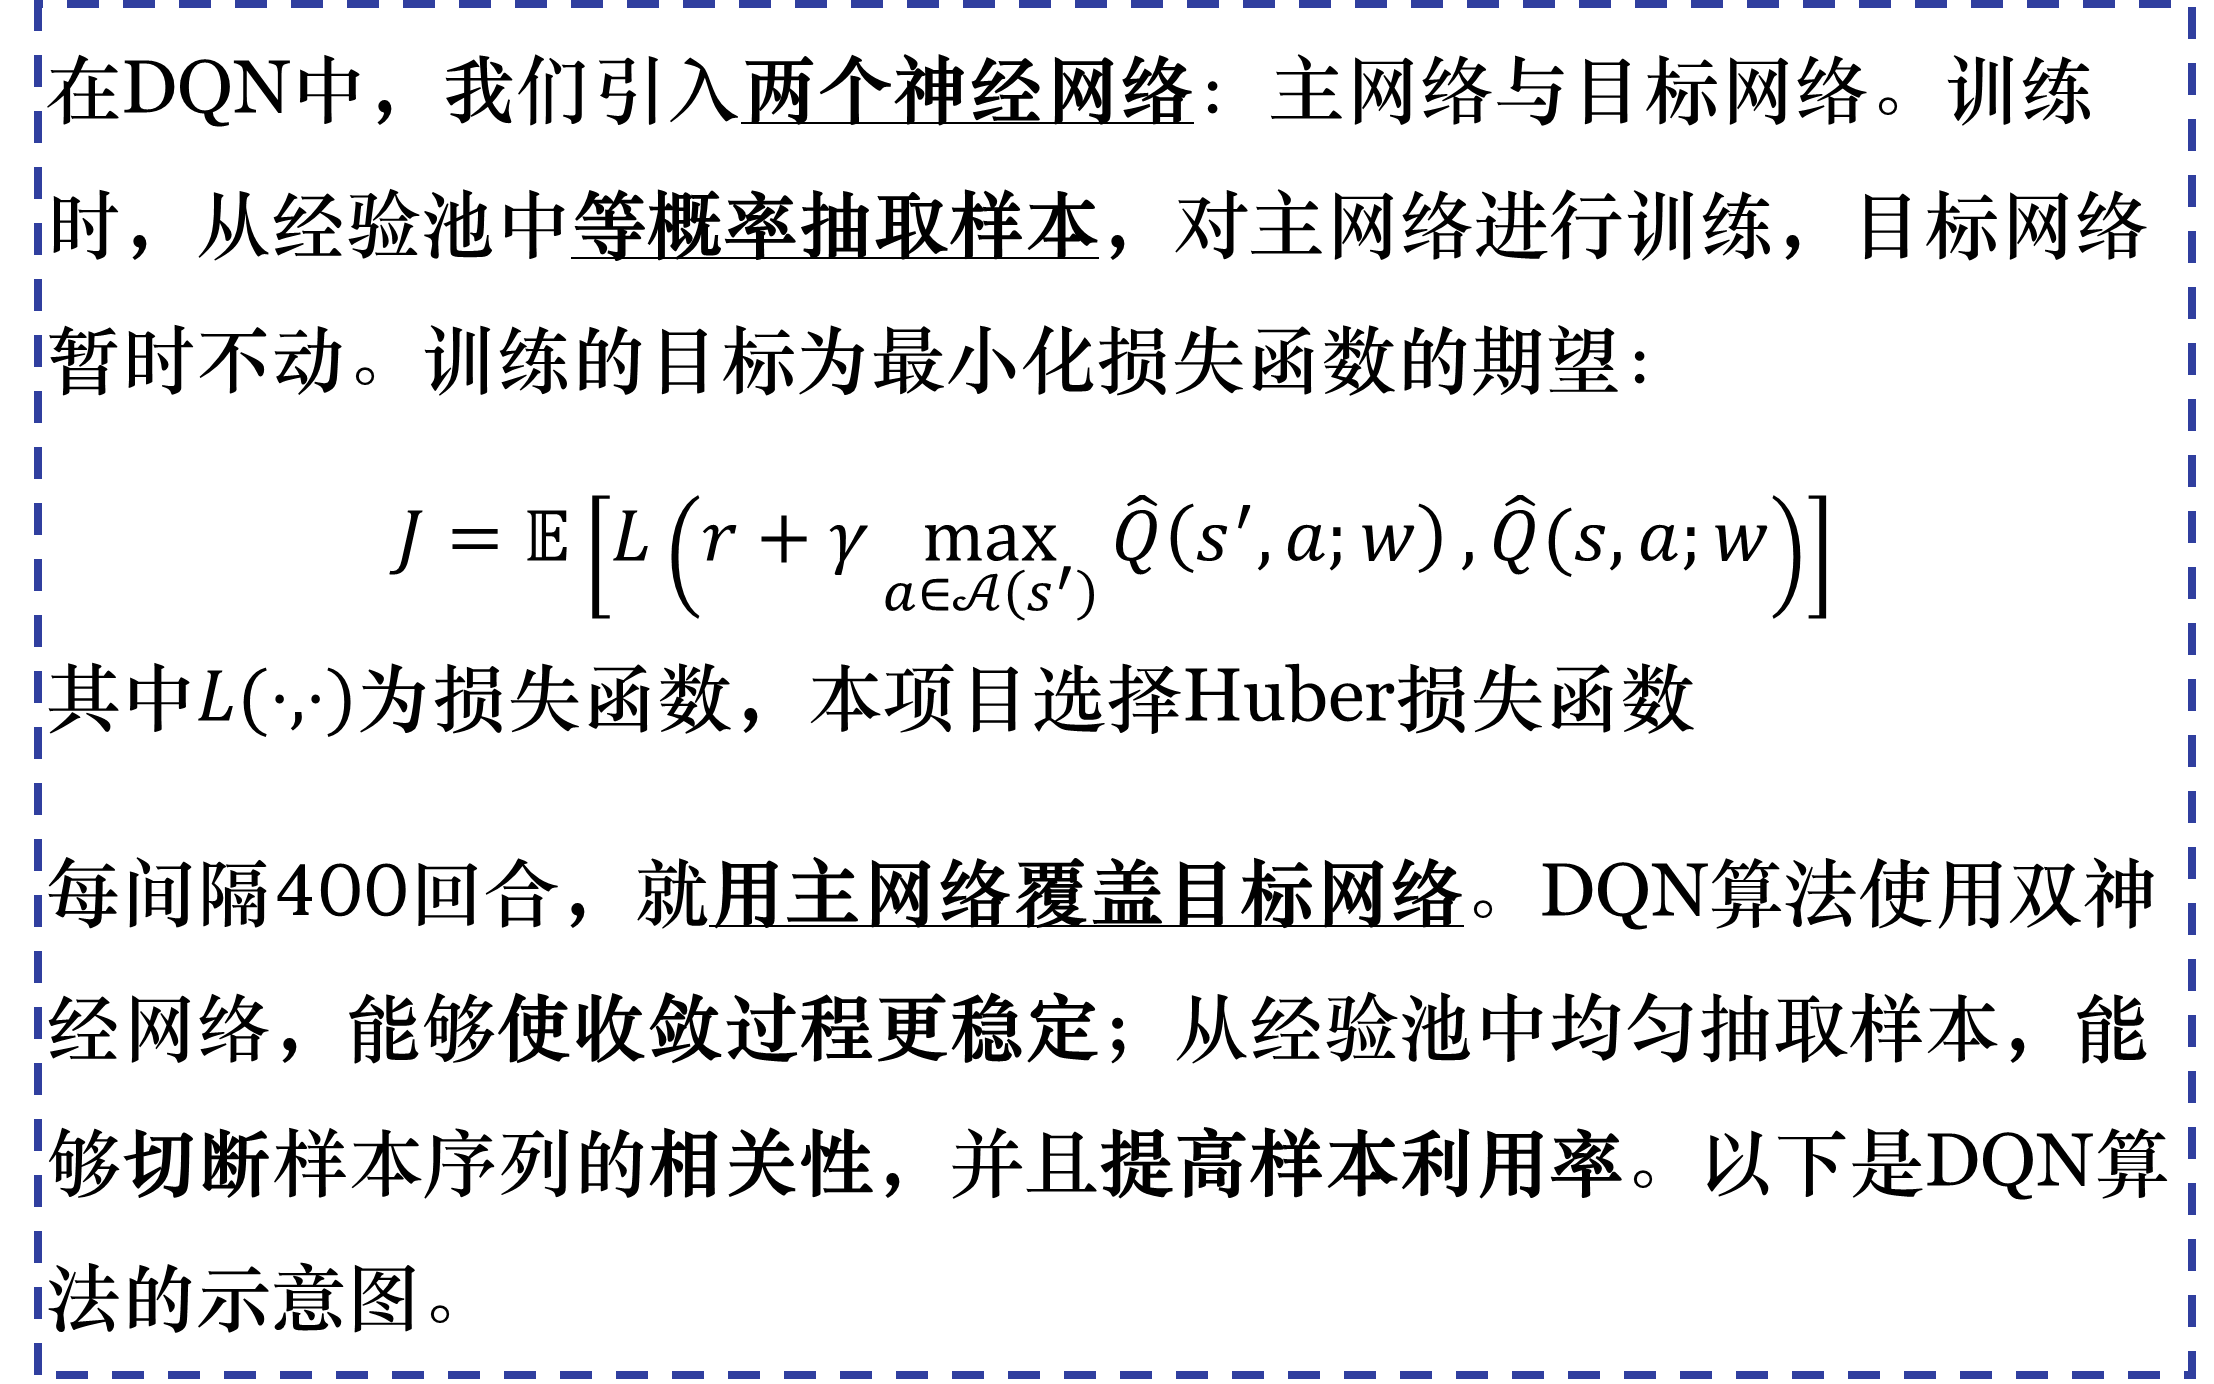 在DQN中，我们引入两个神经网络：主网络与目标网络。训练
时，从经验池中等概率抽取样本，对主网络进行训练，目标网络
暂时不动。训练的目标为最小化损失函数的期望：
J = 𝔼[L(r + γ max_{a∈𝒜(s′)} Q̂(s′, a; w), Q̂(s, a; w)]
其中L(·,·)为损失函数，本项目选择Huber损失函数
每间隔400回合，就用主网络覆盖目标网络。DQN算法使用双神
经网络，能够使收敛过程更稳定；从经验池中均匀抽取样本，能
够切断样本序列的相关性，并且提高样本利用率。以下是DQN算
法的示意图。